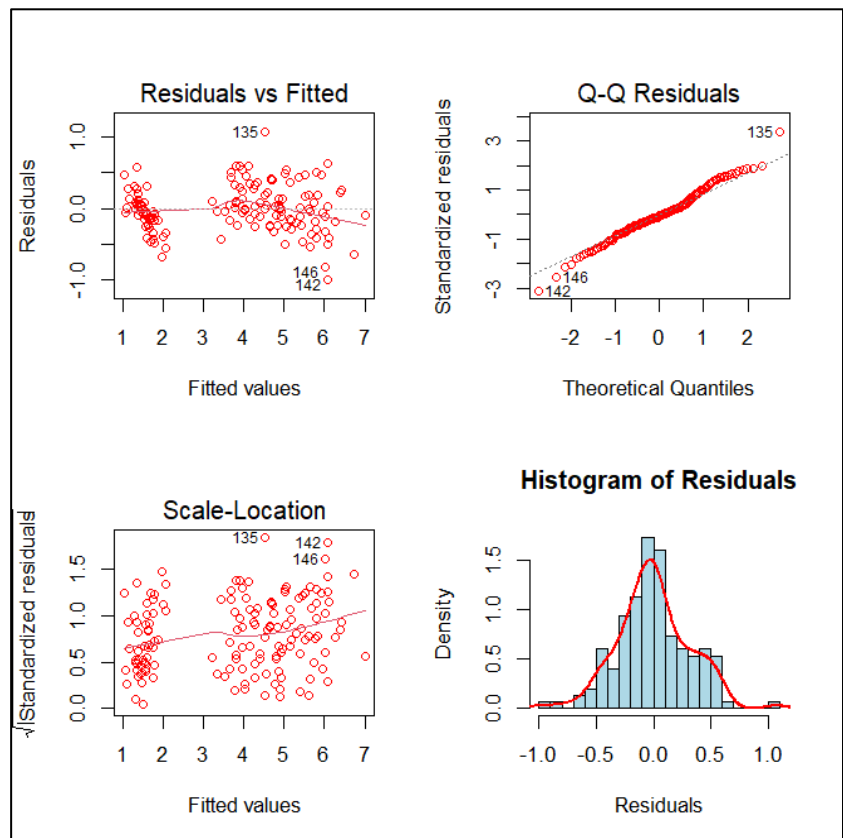 Residuals vs Fitted
Residuals
1.0
0.0
-1.0
135
146
142
1 2 3 4 5 6 7
Fitted values
Q-Q Residuals
Standardized residuals
3
1
-1
-3
135
146
142
-2 -1 0 1 2
Theoretical Quantiles
Scale-Location
√|Standardized residuals
1.5
1.0
0.5
0.0
135
142
146
1 2 3 4 5 6 7
Fitted values
Histogram of Residuals
Density
1.5
1.0
0.5
0.0
-1.0 -0.5 0.0 0.5 1.0
Residuals